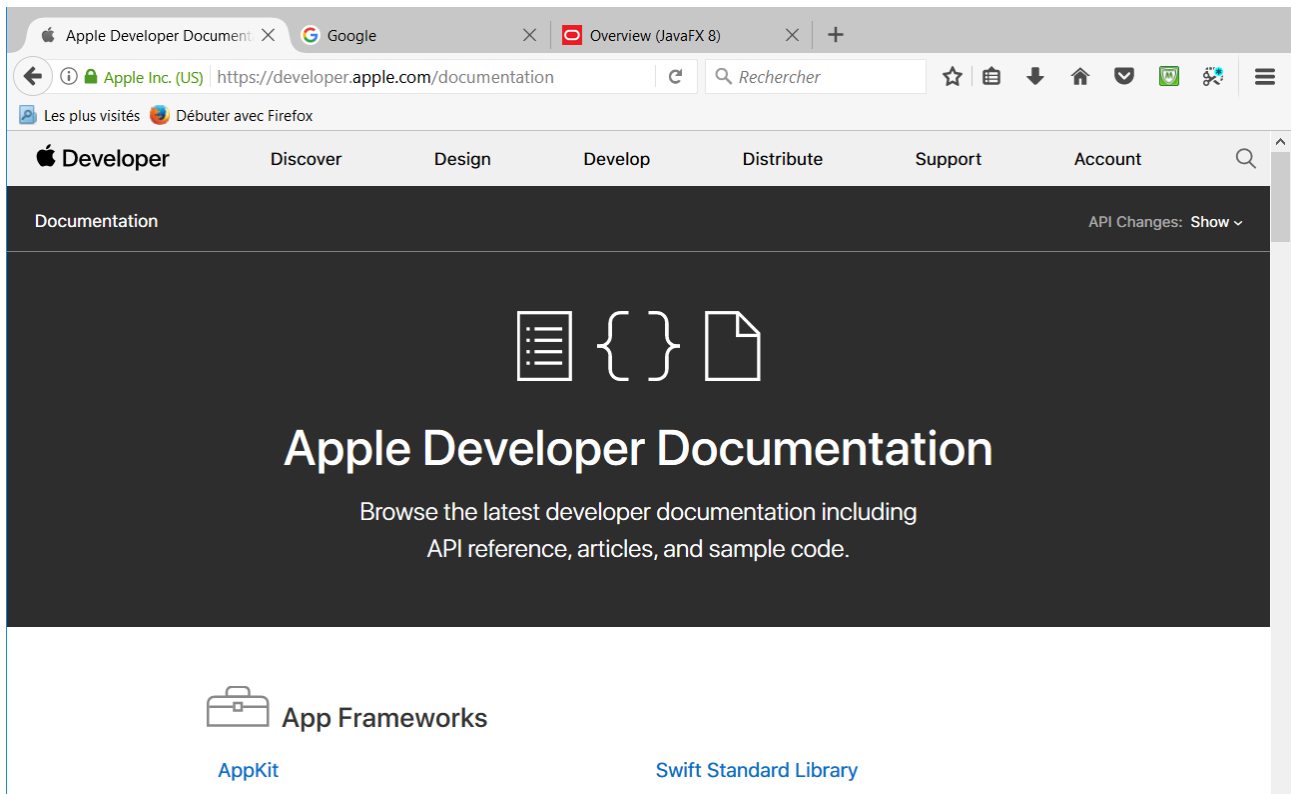 Apple Developer Document Google Overview (JavaFX 8)
Apple Inc. (US) https://developer.apple.com/documentation Rechercher
Les plus visités Débuter avec Firefox
Developer Discover Design Develop Distribute Support Account
Documentation API Changes: Show
Apple Developer Documentation
Browse the latest developer documentation including
API reference, articles, and sample code.
App Frameworks
AppKit Swift Standard Library